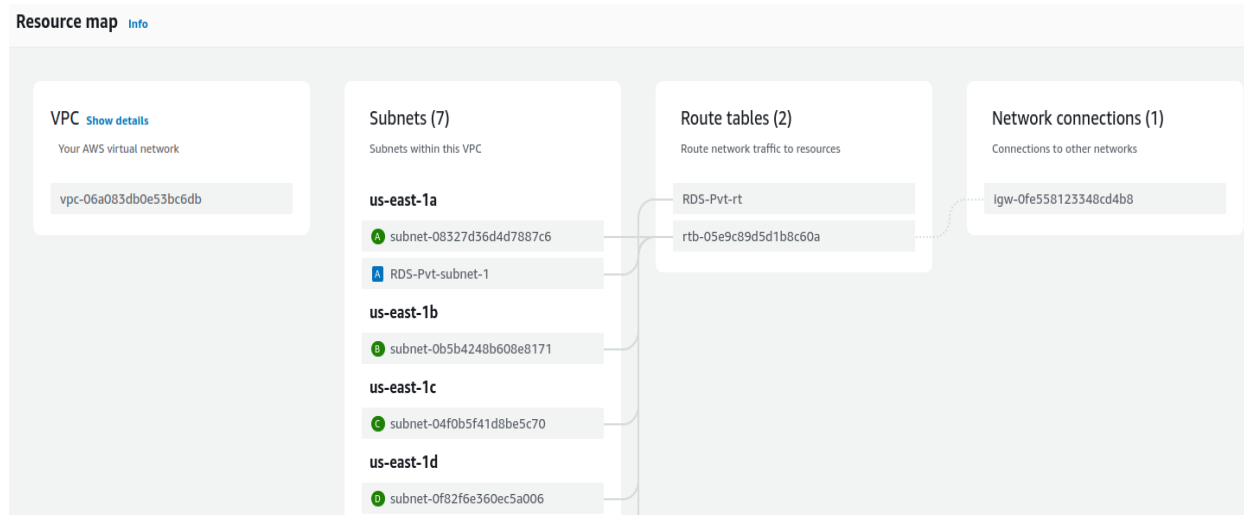 Resource map Info
VPC Show details
Your AWS virtual network
vpc-06a083db0e53bc6db
Subnets (7)
Subnets within this VPC
us-east-1a
A subnet-08327d36d4d7887c6
A RDS-Pvt-subnet-1
us-east-1b
B subnet-0b5b4248b608e8171
us-east-1c
C subnet-04f0b5f41d8be5c70
us-east-1d
D subnet-0f82f6e360ec5a006
Route tables (2)
Route network traffic to resources
RDS-Pvt-rt
rtb-05e9c89d5d1b8c60a
Network connections (1)
Connections to other networks
igw-0fe558123348cd4b8